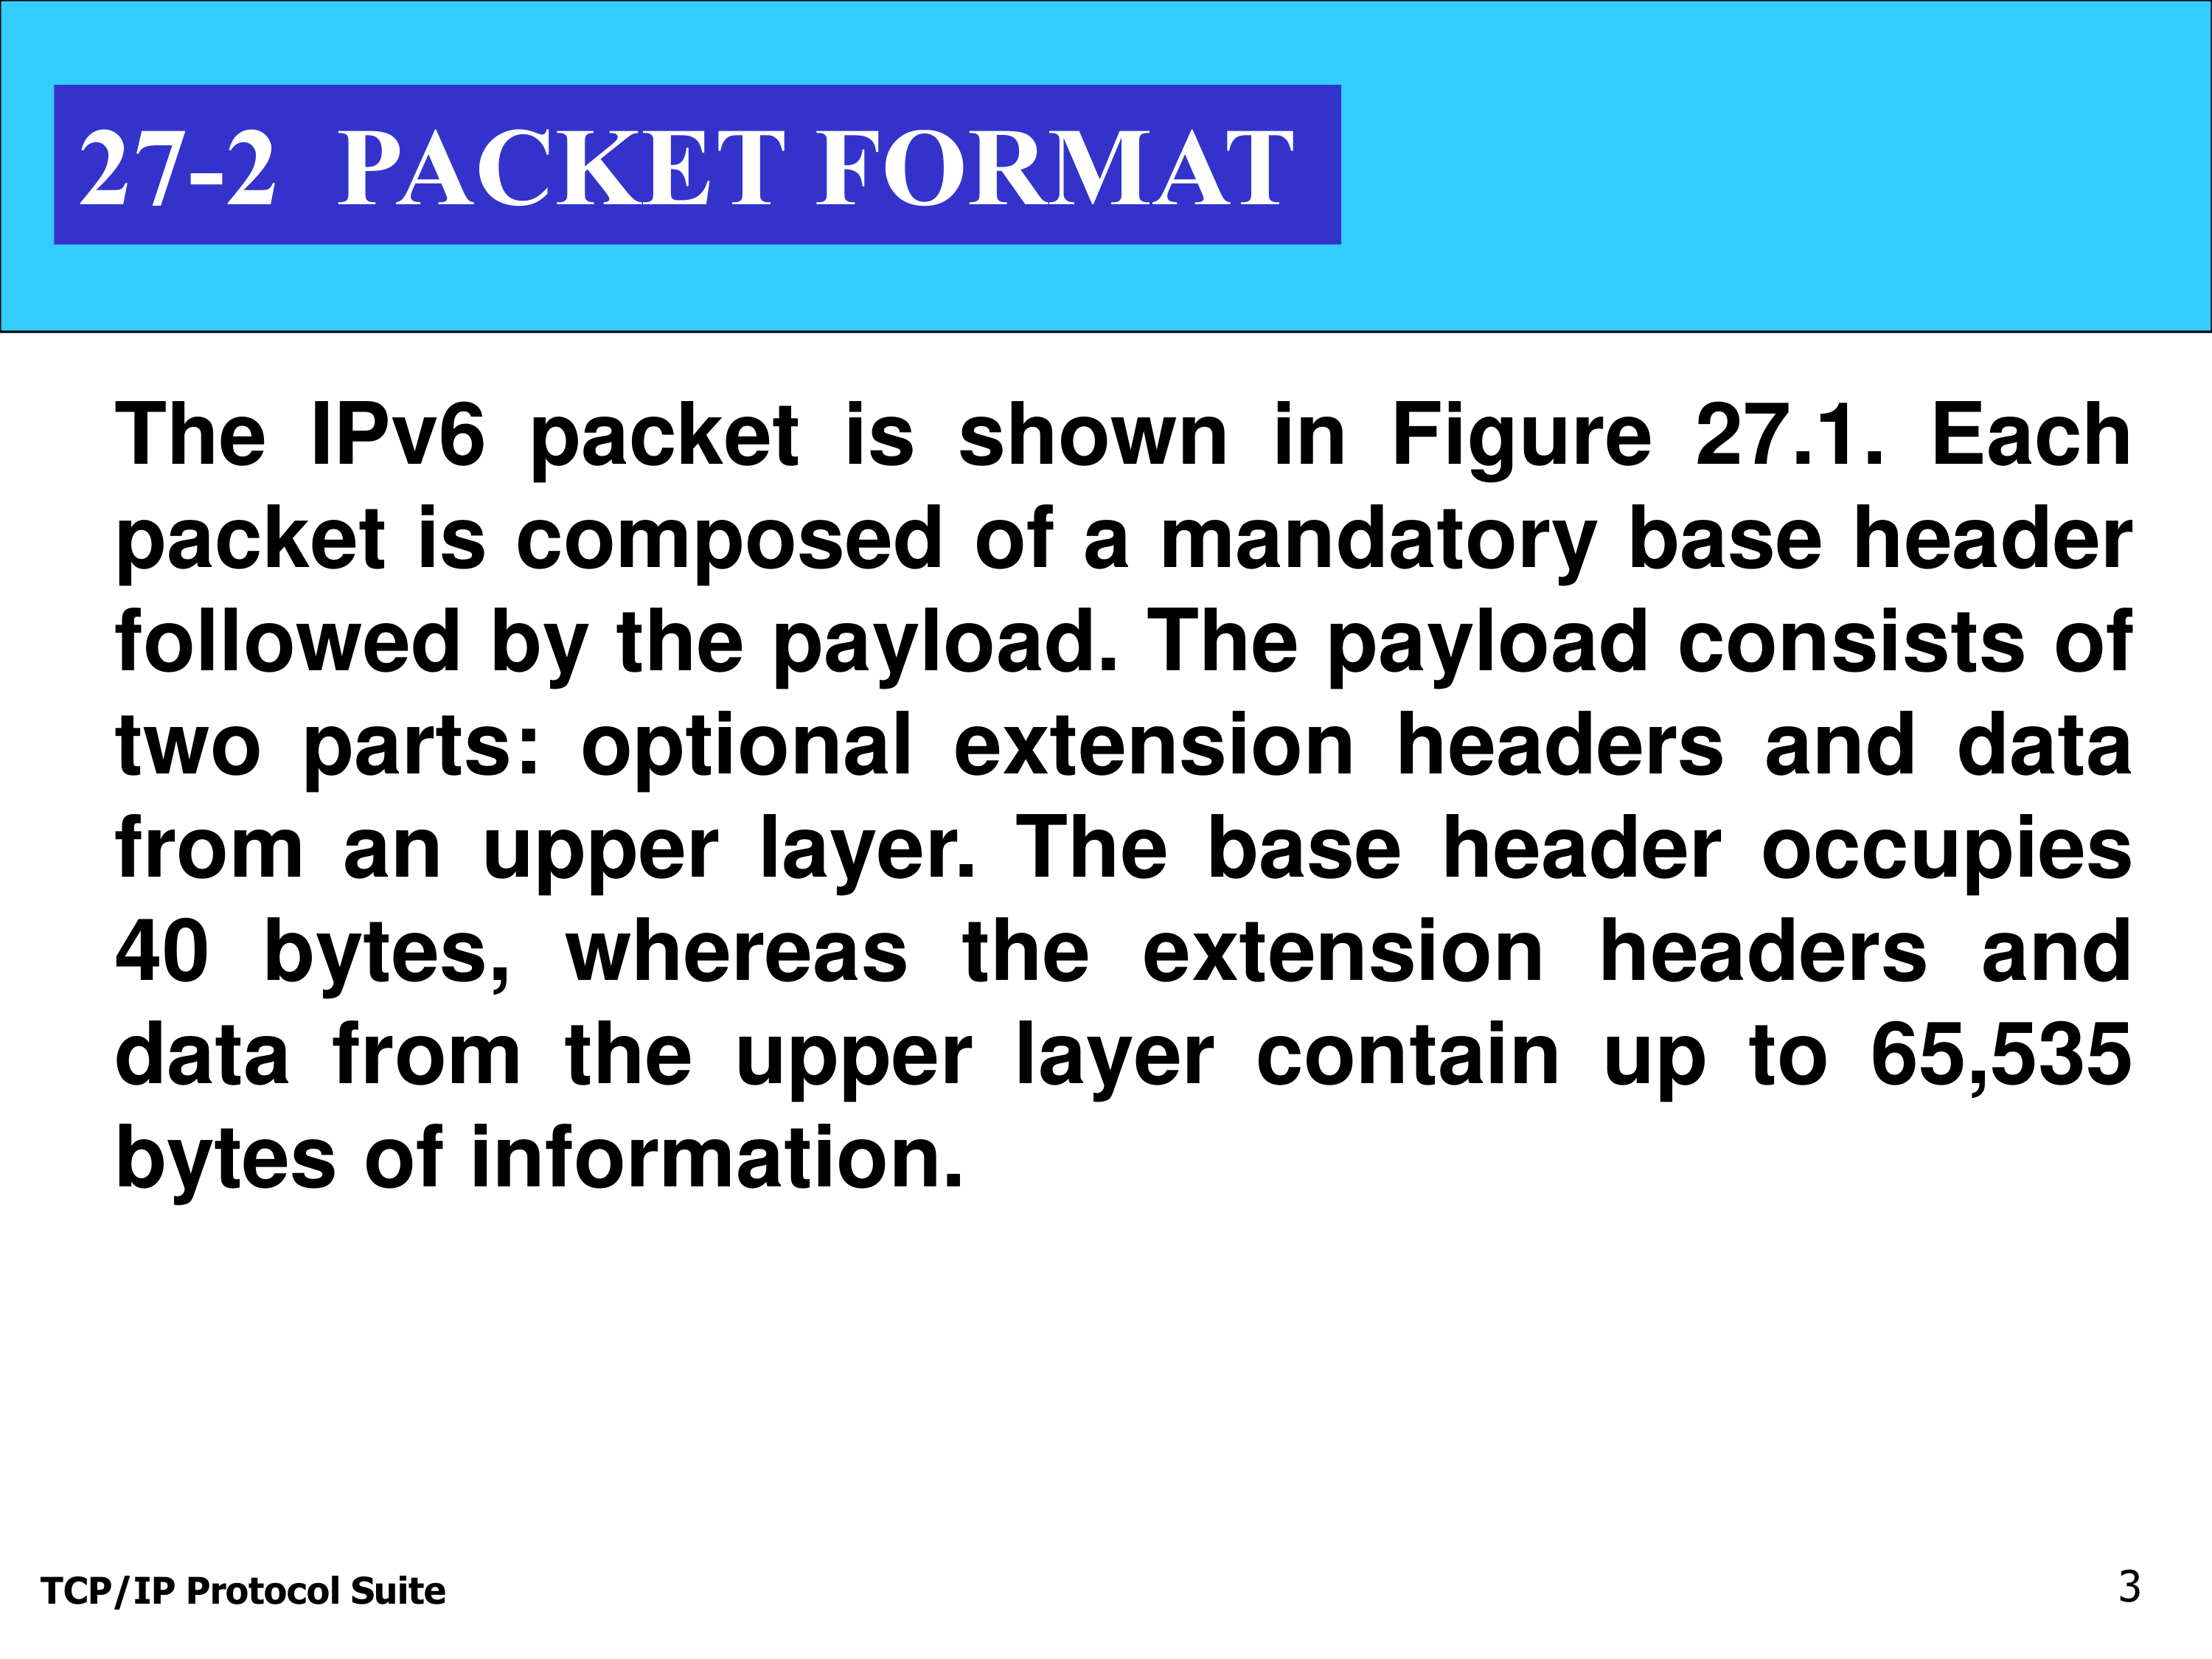 27-2 PACKET FORMAT
The IPv6 packet is shown in Figure 27.1. Each
packet is composed of a mandatory base header
followed by the payload. The payload consists of
two parts: optional extension headers and data
from an upper layer. The base header occupies
40 bytes, whereas the extension headers and
data from the upper layer contain up to 65,535
bytes of information.
TCP/IP Protocol Suite
3